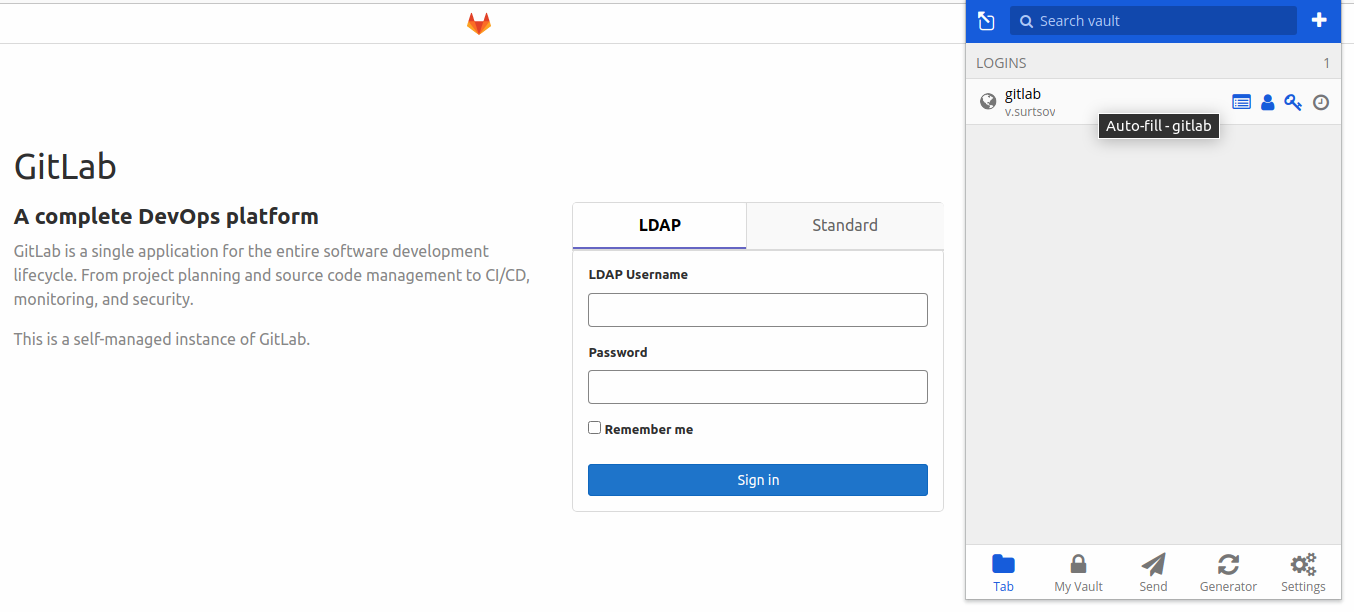 Search vault
LOGINS 1
gitlab
v.surtsov
Auto-fill - gitlab
GitLab
A complete DevOps platform
GitLab is a single application for the entire software development
lifecycle. From project planning and source code management to CI/CD,
monitoring, and security.
This is a self-managed instance of GitLab.
LDAP Standard
LDAP Username
Password
Remember me
Sign in
Tab My Vault Send Generator Settings